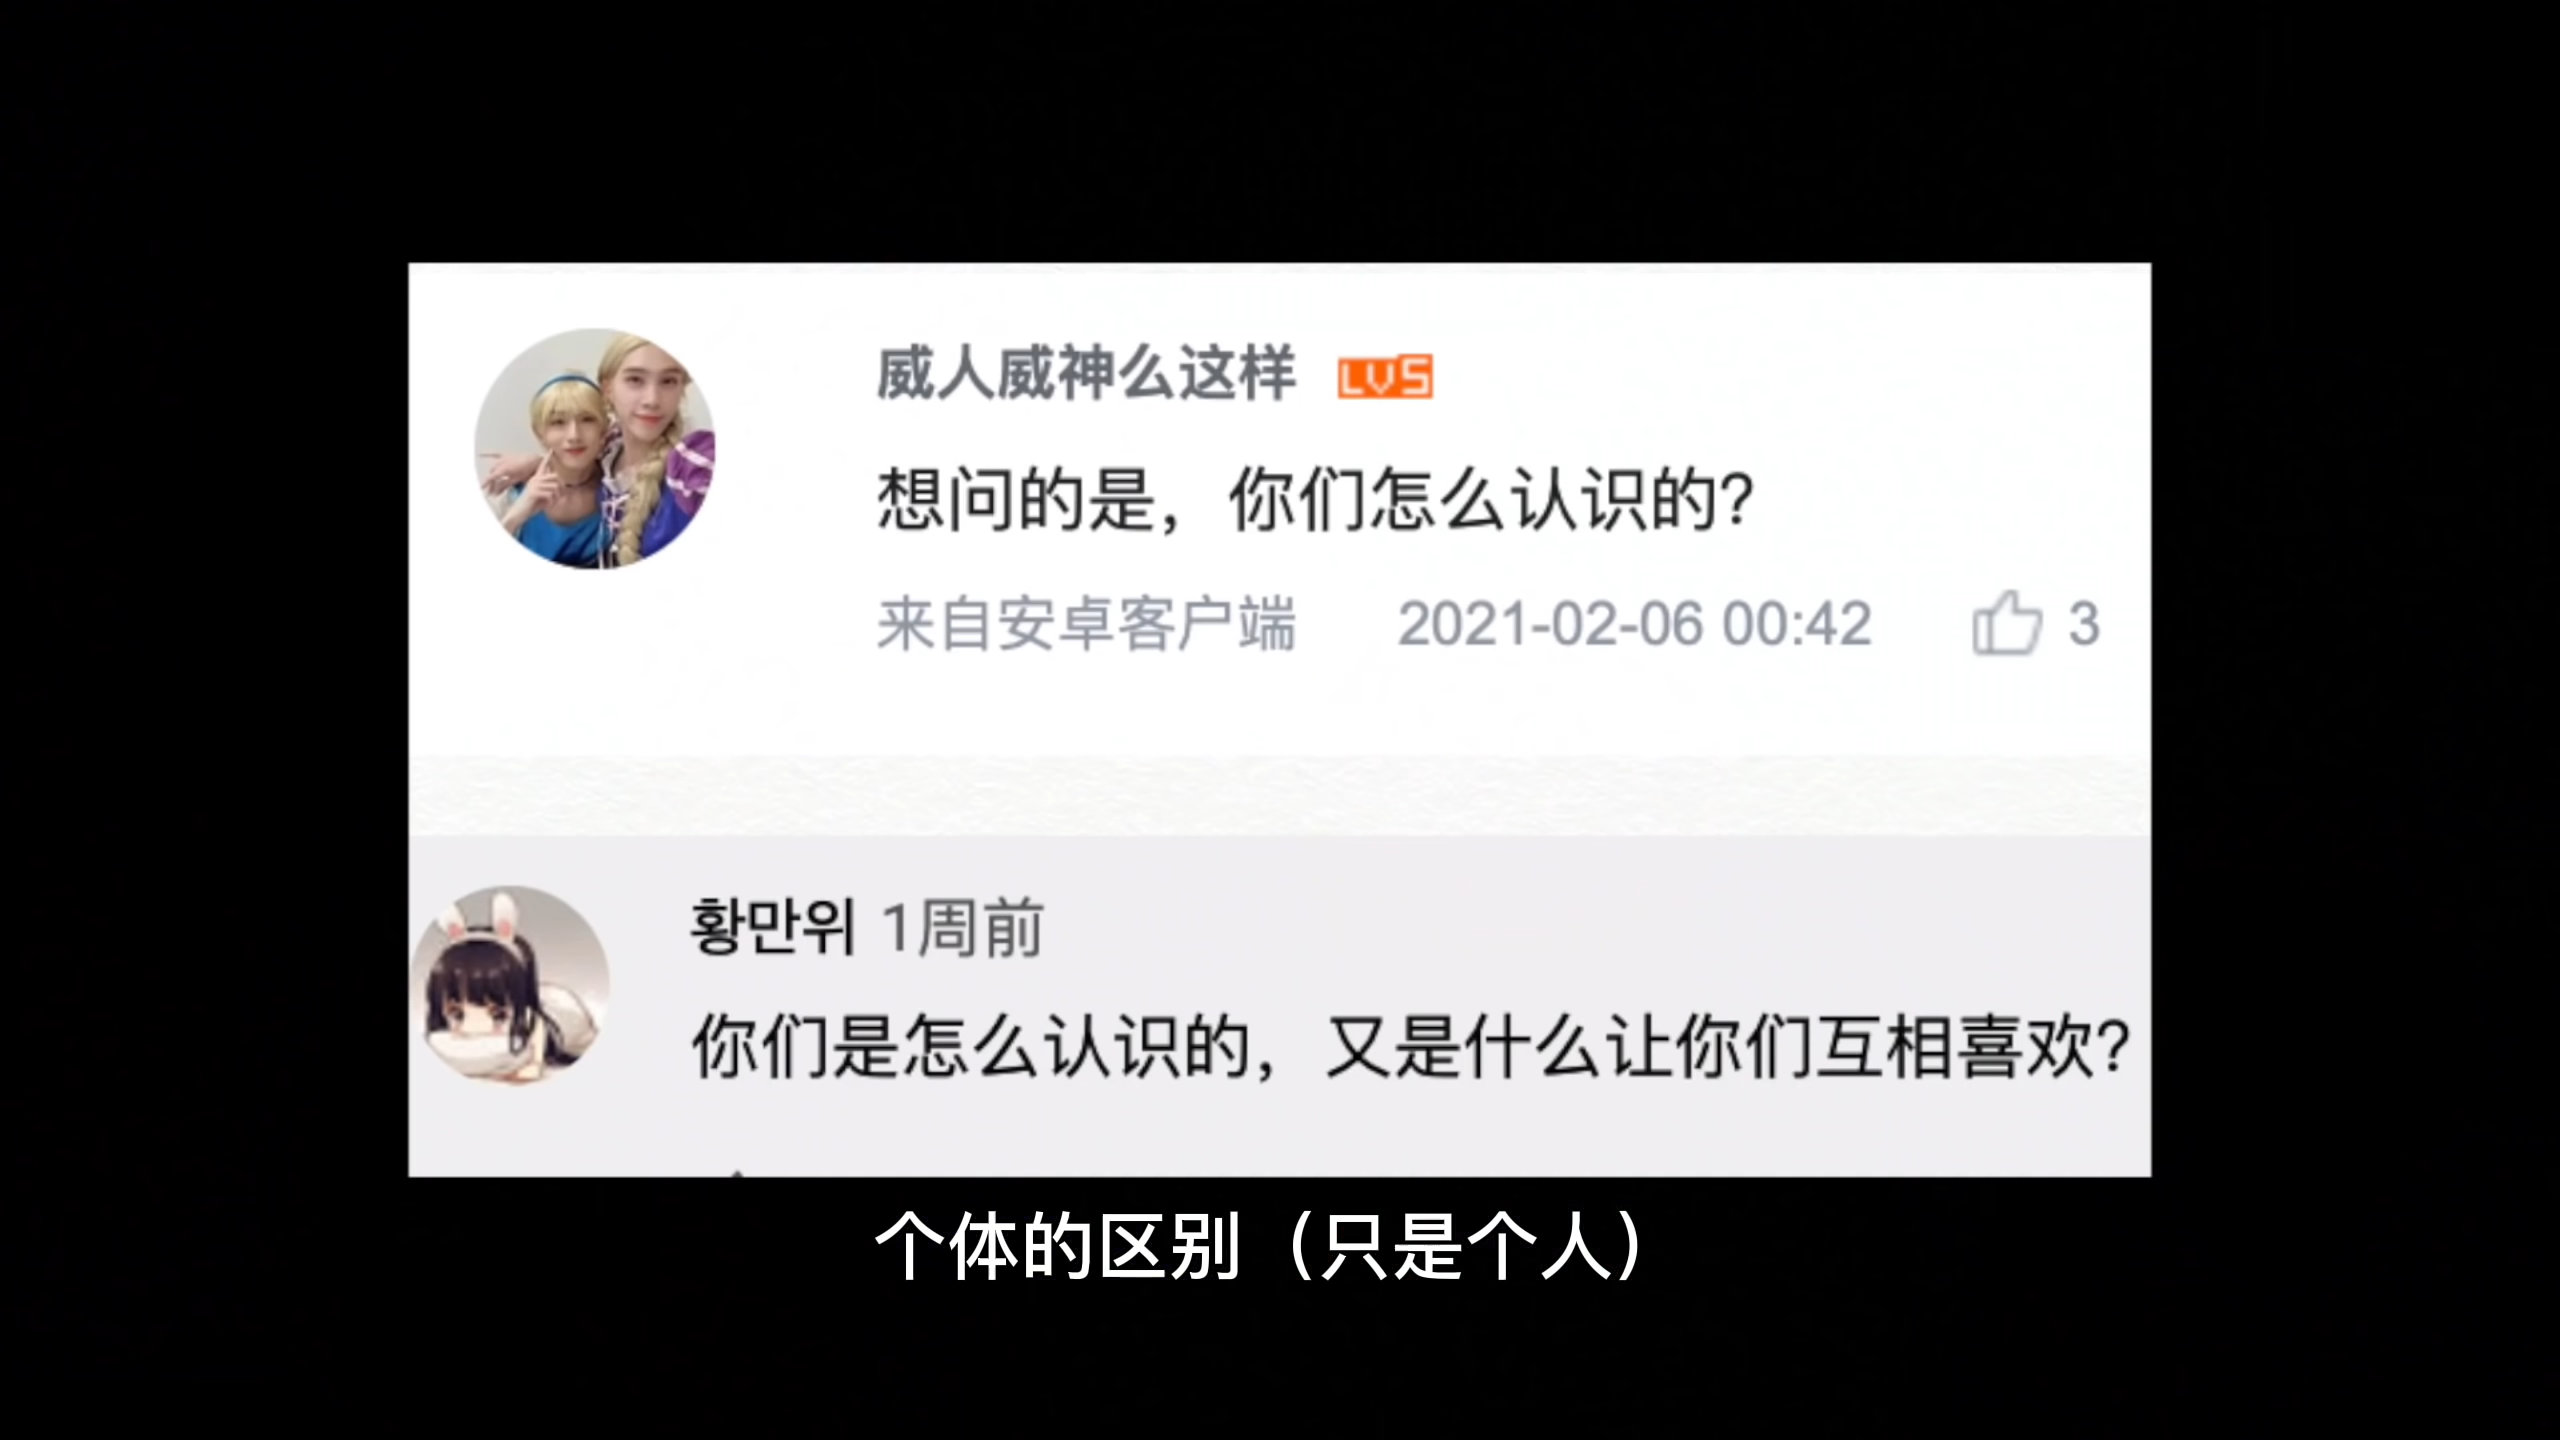 威人威神么这样 LV5
想问的是，你们怎么认识的？
来自安卓客户端 2021-02-06 00:42 3
황만위 1周前
你们是怎么认识的，又是什么让你们互相喜欢？
个体的区别（只是个人）